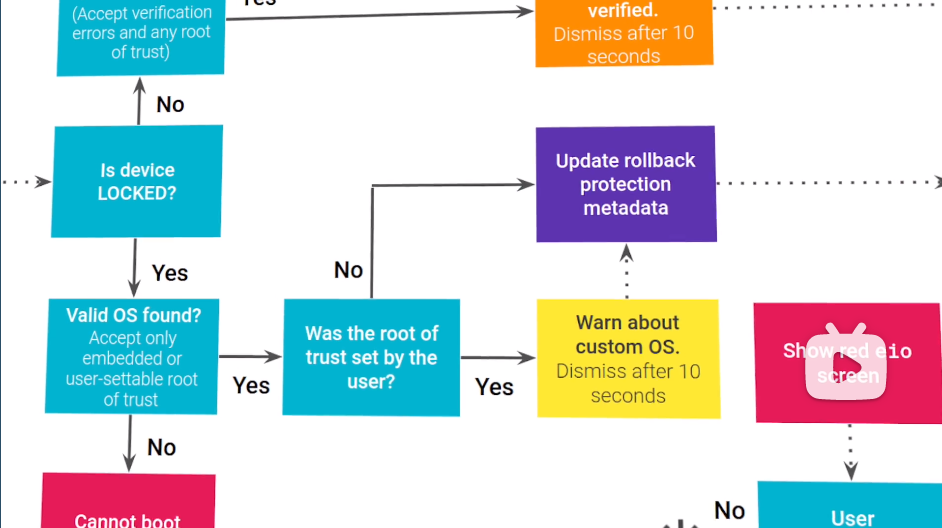 Yes
(Accept verification
errors and any root
of trust)
verified.
Dismiss after 10
seconds
No
Is device
LOCKED?
Update rollback
protection
metadata
No
Yes
Valid OS found?
Accept only
embedded or
user-settable root
of trust
Yes
Was the root of
trust set by the
user?
Yes
Warn about
custom OS.
Dismiss after 10
seconds
Show red eio
screen
No
Cannot boot
No
User